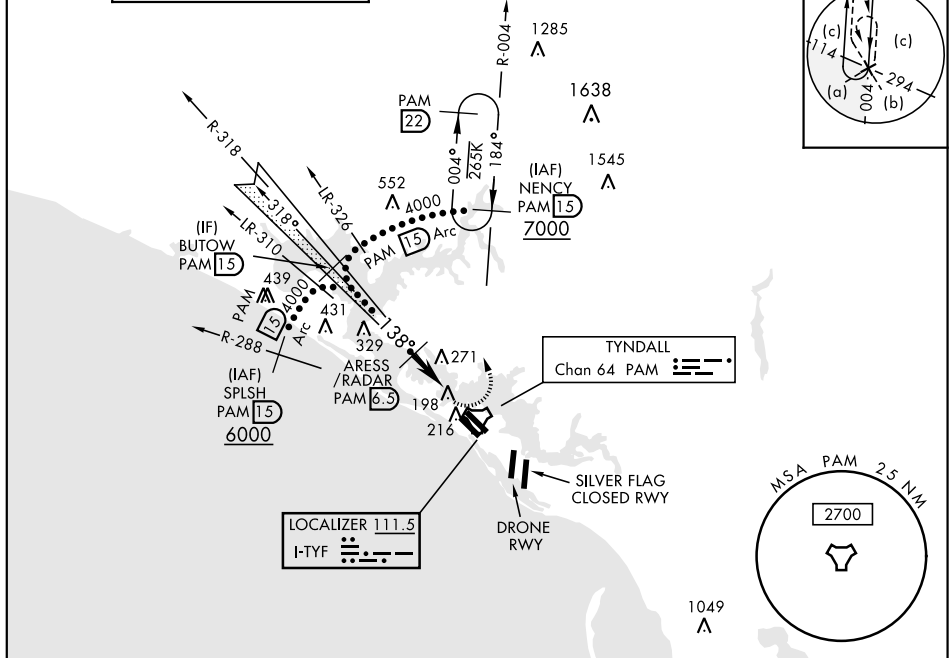 1285
R-004
PAM
22
1638
(c)
(c)
114
294
(a)
004
(b)
R-318
004°
265K
184°
1545
(IAF)
NENCY
PAM 15
7000
552
4000
PAM 15 Arc
LR-326
318°
LR-310
(IF)
BUTOW
PAM 15
439
PAM
15
4000
Arc
431
329
R-288
138°
(IAF)
SPLSH
PAM 15
6000
ARESS
/RADAR
PAM 6.5
271
198
216
TYNDALL
Chan 64 PAM
SILVER FLAG
CLOSED RWY
DRONE
RWY
LOCALIZER 111.5
I-TYF
MSA PAM 25 NM
2700
1049